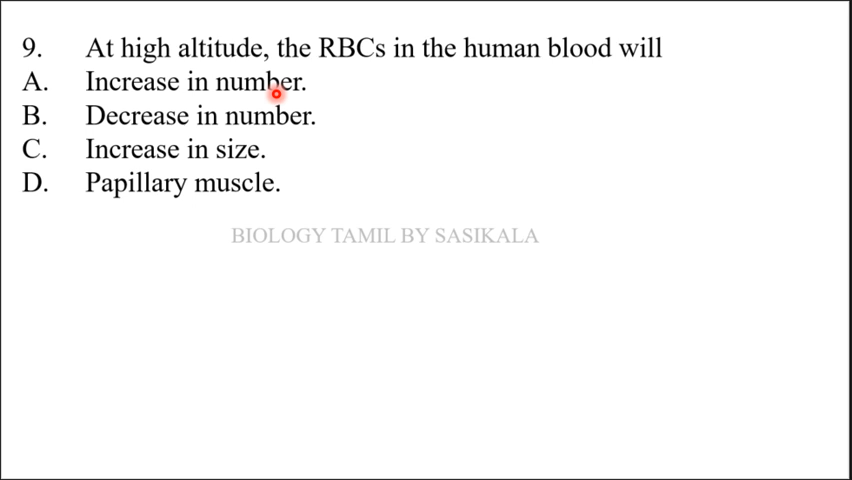 9. At high altitude, the RBCs in the human blood will
A. Increase in number.
B. Decrease in number.
C. Increase in size.
D. Papillary muscle.
BIOLOGY TAMIL BY SASIKALA